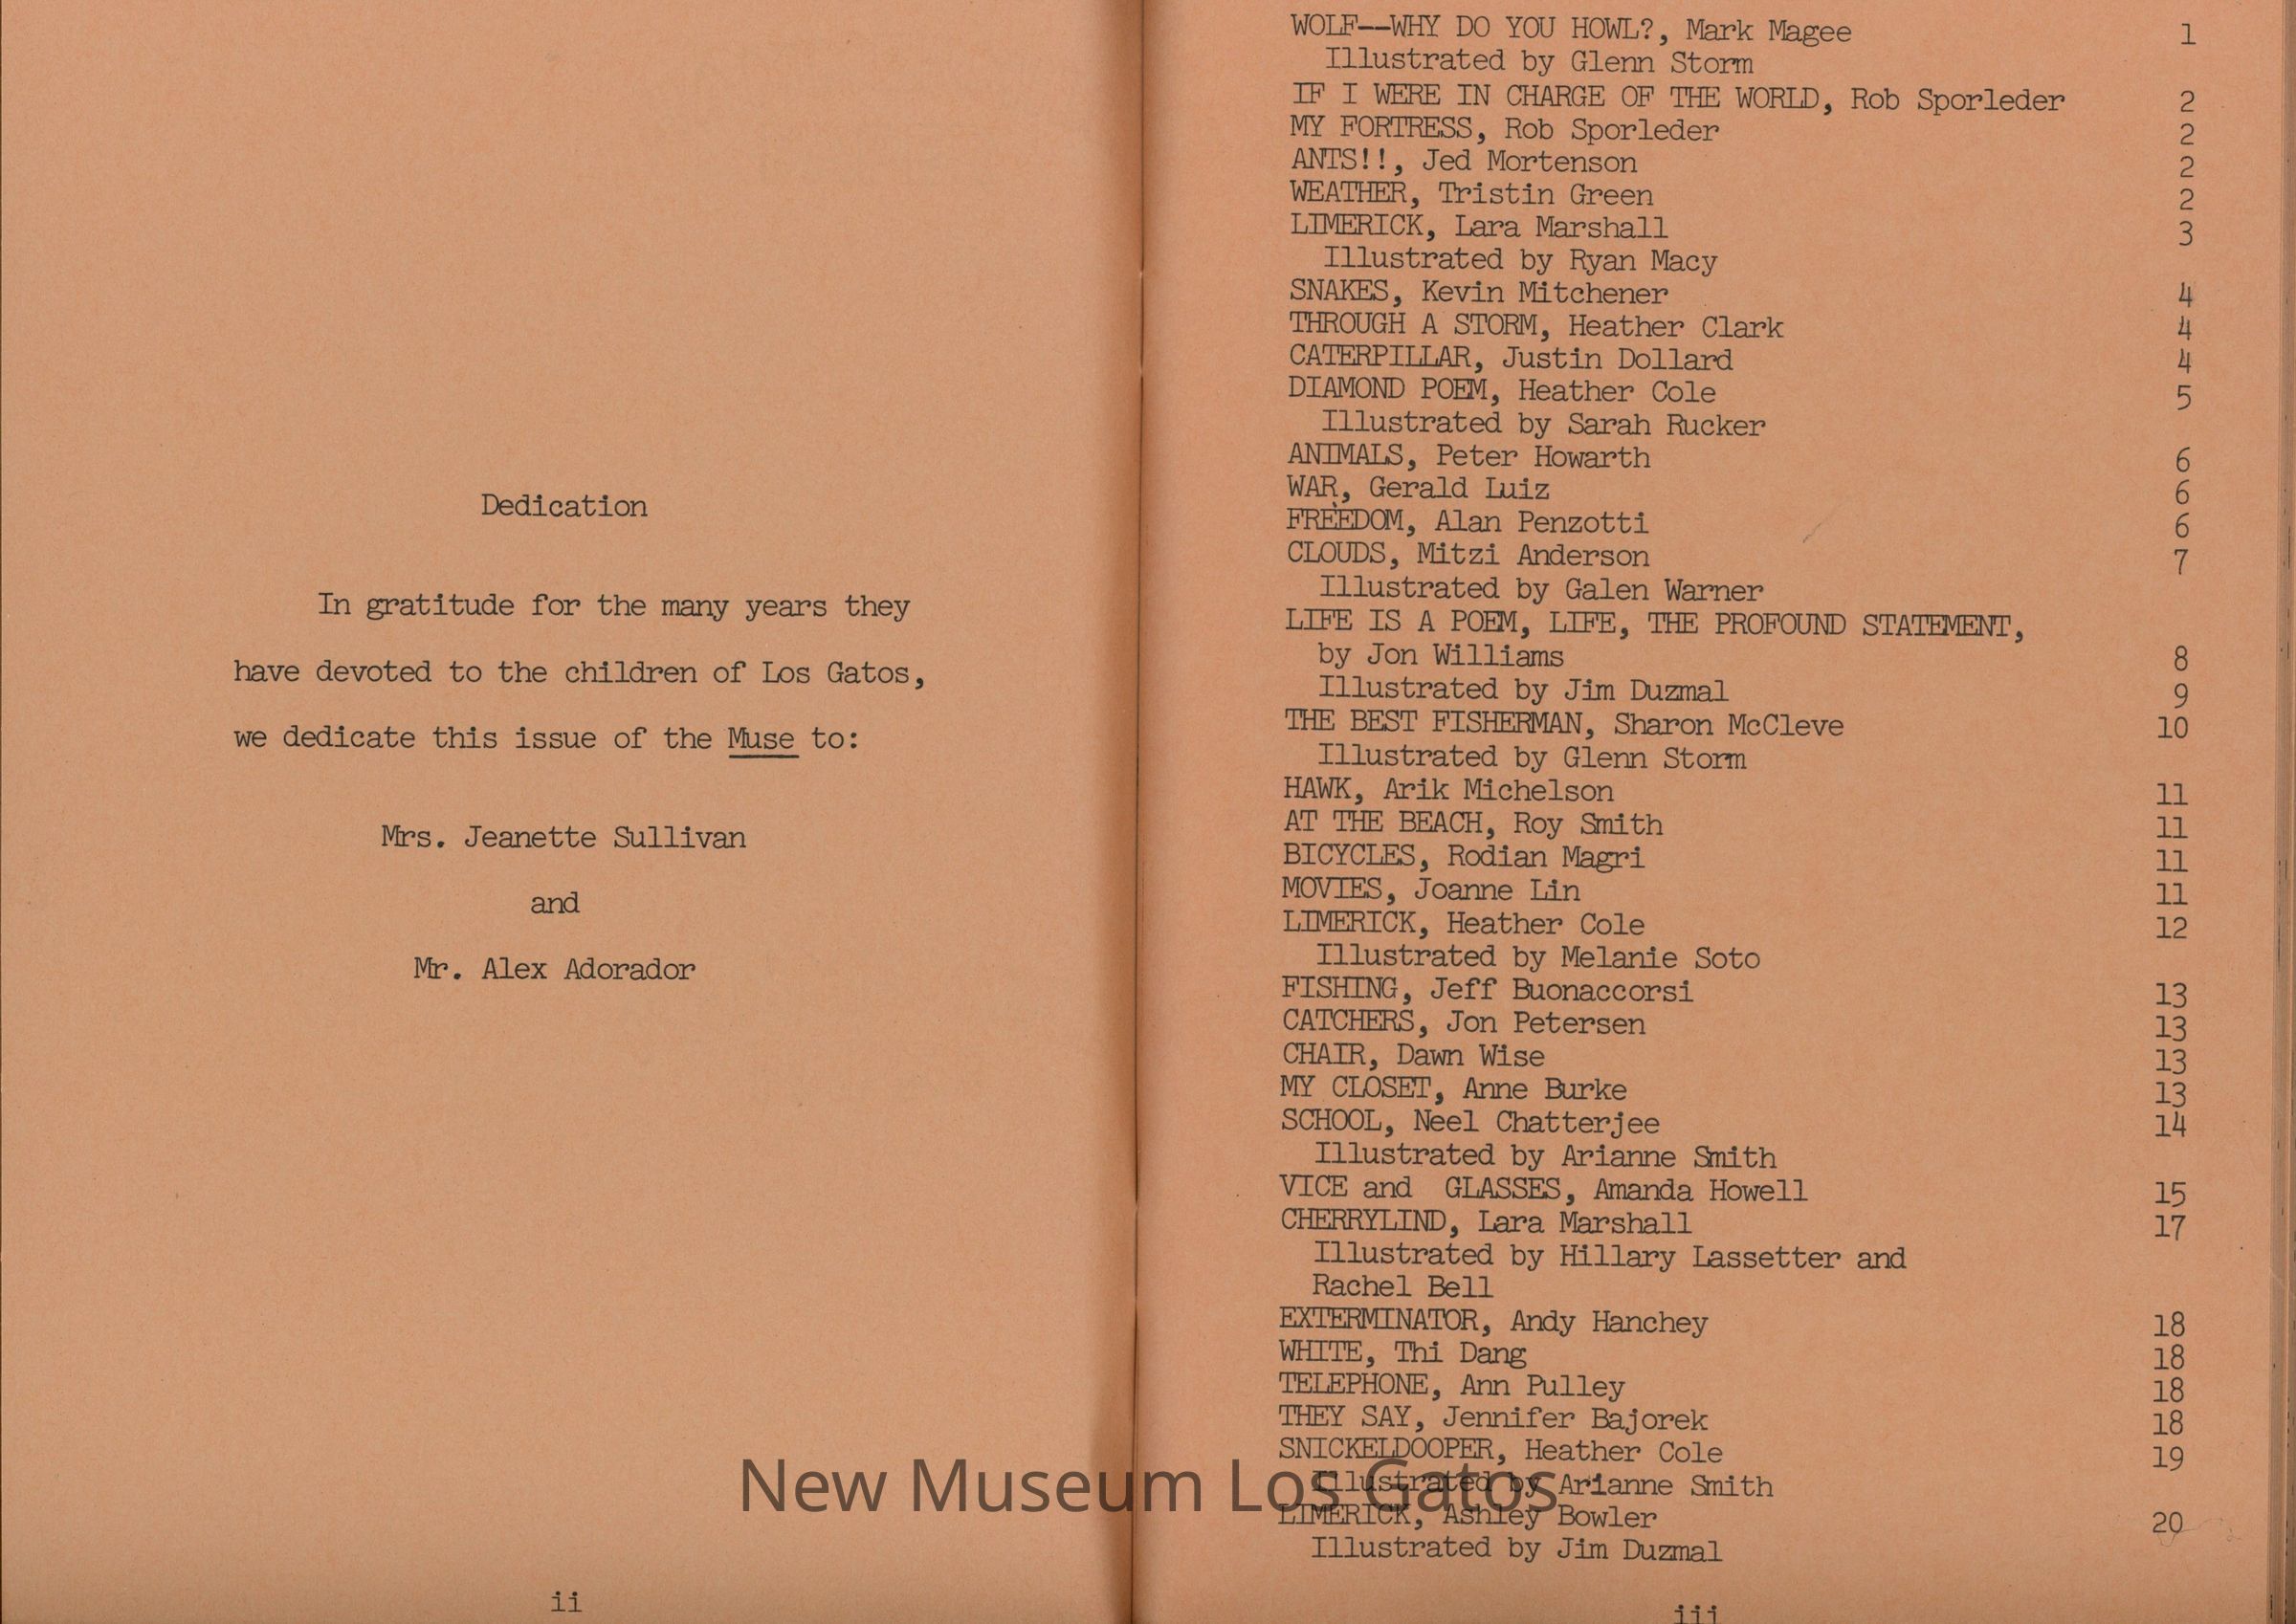 Dedication
In gratitude for the many years they
have devoted to the children of Los Gatos,
we dedicate this issue of the Muse to:
Mrs. Jeanette Sullivan
and
Mr. Alex Adorador
ii
WOLF--WHY DO YOU HOWL?, Mark Magee 1
Illustrated by Glenn Storm
IF I WERE IN CHARGE OF THE WORLD, Rob Sporleder 2
MY FORTRESS, Rob Sporleder 2
ANTS!!, Jed Mortenson 2
WEATHER, Tristin Green 2
LIMERICK, Lara Marshall 3
Illustrated by Ryan Macy
SNAKES, Kevin Mitchener 4
THROUGH A STORM, Heather Clark 4
CATERPILLAR, Justin Dollard 4
DIAMOND POEM, Heather Cole 5
Illustrated by Sarah Rucker
ANIMALS, Peter Howarth 6
WAR, Gerald Luiz 6
FREEDOM, Alan Penzotti 6
CLOUDS, Mitzi Anderson 7
Illustrated by Galen Warner
LIFE IS A POEM, LIFE, THE PROFOUND STATEMENT,
by Jon Williams 8
Illustrated by Jim Duzmal 9
THE BEST FISHERMAN, Sharon McCleve 10
Illustrated by Glenn Storm
HAWK, Arik Michelson 11
AT THE BEACH, Roy Smith 11
BICYCLES, Rodian Magri 11
MOVIES, Joanne Lin 11
LIMERICK, Heather Cole 12
Illustrated by Melanie Soto
FISHING, Jeff Buonaccorsi 13
CATCHERS, Jon Petersen 13
CHAIR, Dawn Wise 13
MY CLOSET, Anne Burke 13
SCHOOL, Neel Chatterjee 14
Illustrated by Arianne Smith
VICE and GLASSES, Amanda Howell 15
CHERRYLIND, Lara Marshall 17
Illustrated by Hillary Lassetter and
Rachel Bell
EXTERMINATOR, Andy Hanchey 18
WHITE, Thi Dang 18
TELEPHONE, Ann Pulley 18
THEY SAY, Jennifer Bajorek 18
SNICKELDOOPER, Heather Cole 19
Illustrated by Arianne Smith
LIMERICK, Ashley Bowler 20
Illustrated by Jim Duzmal
iii
New Museum Los Gatos